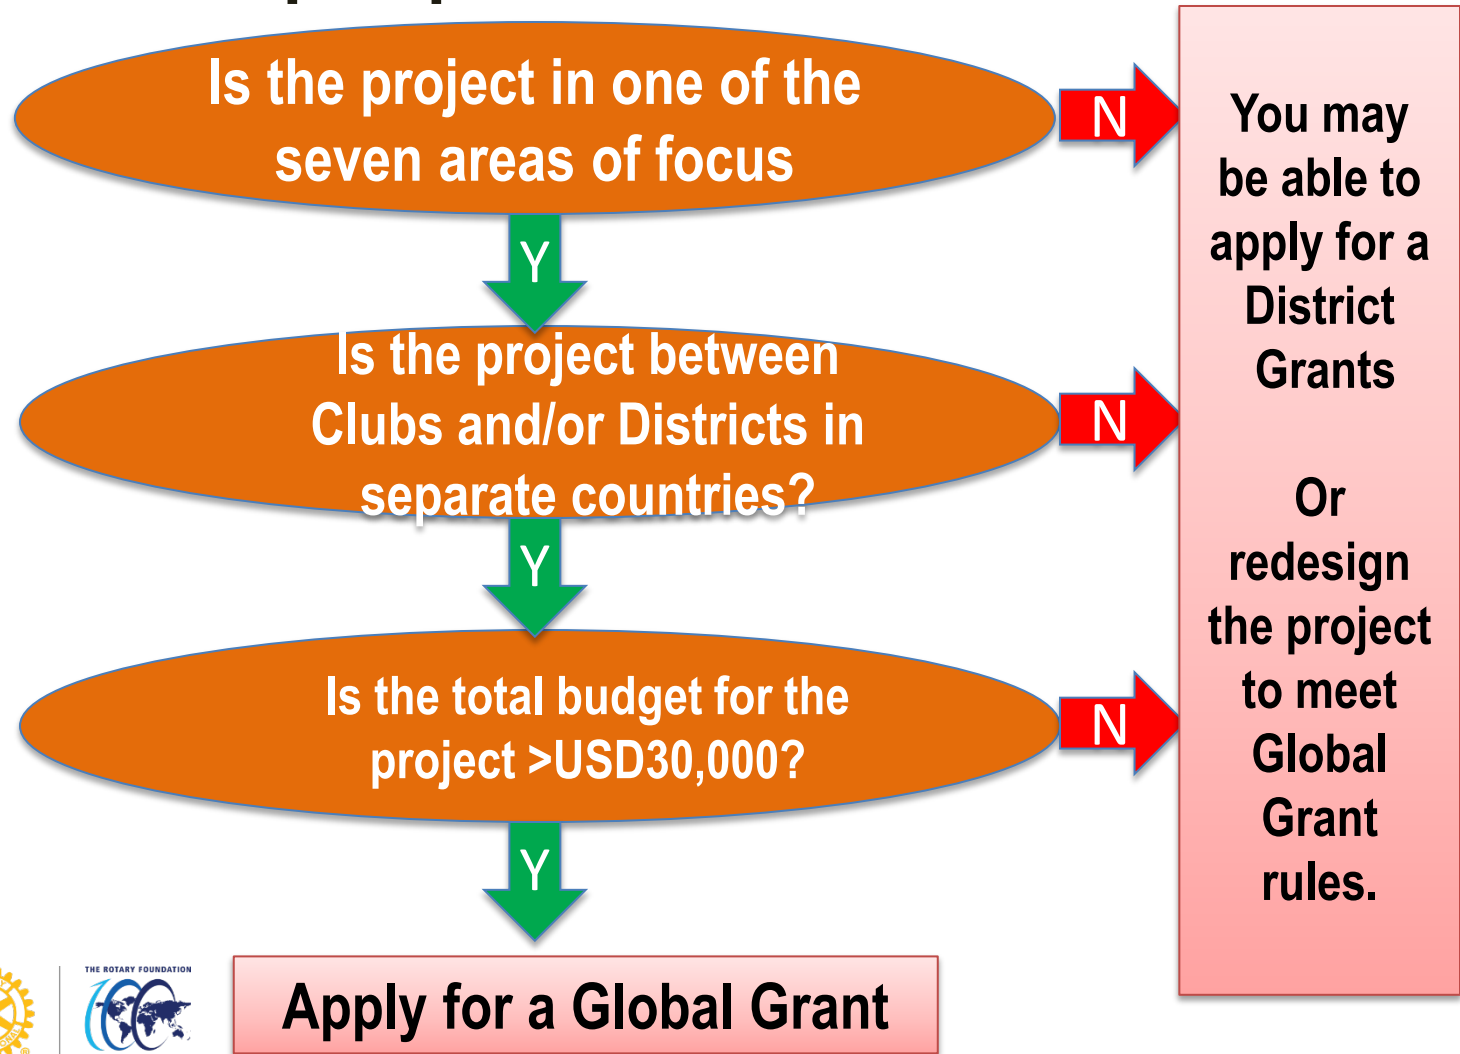 Is the project in one of the
seven areas of focus
N
Y
Is the project between
Clubs and/or Districts in
separate countries?
N
Y
Is the total budget for the
project >USD30,000?
N
Y
Apply for a Global Grant
You may
be able to
apply for a
District
Grants
Or
redesign
the project
to meet
Global
Grant
rules.
THE ROTARY FOUNDATION
100